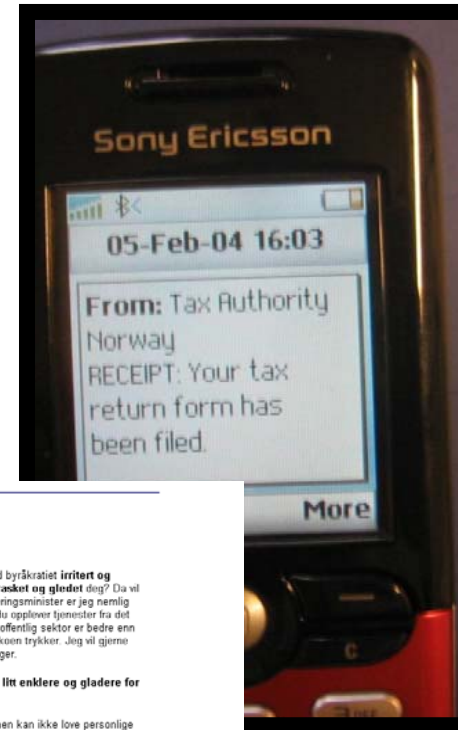 Sony Ericsson
05-Feb-04 16:03
From: Tax Authority
Norway
RECEIPT: Your tax
return form has
been filed.
More
C
d byråkratiet irritert og
rasket og gledet deg? Da vil
ringsminister er jeg nemlig
du opplever tjenester fra det
offentlig sektor er bedre enn
koen trykker. Jeg vil gjerne
ger.
litt enklere og gladere for
men kan ikke love personlige